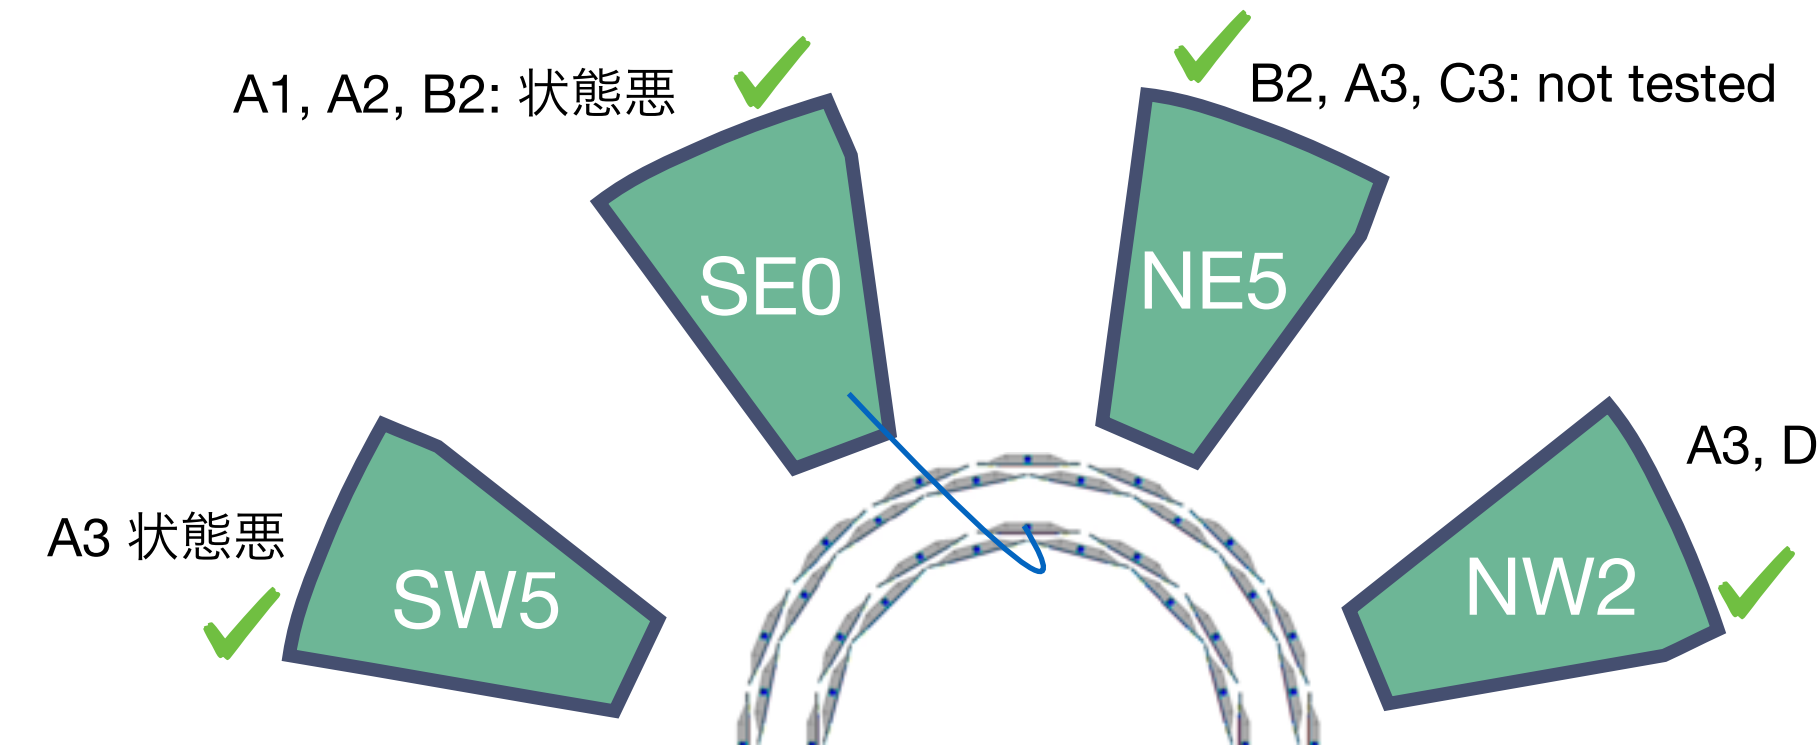 A1, A2, B2: 状態悪
B2, A3, C3: not tested
SE0
NE5
A3, D
A3 状態悪
SW5
NW2